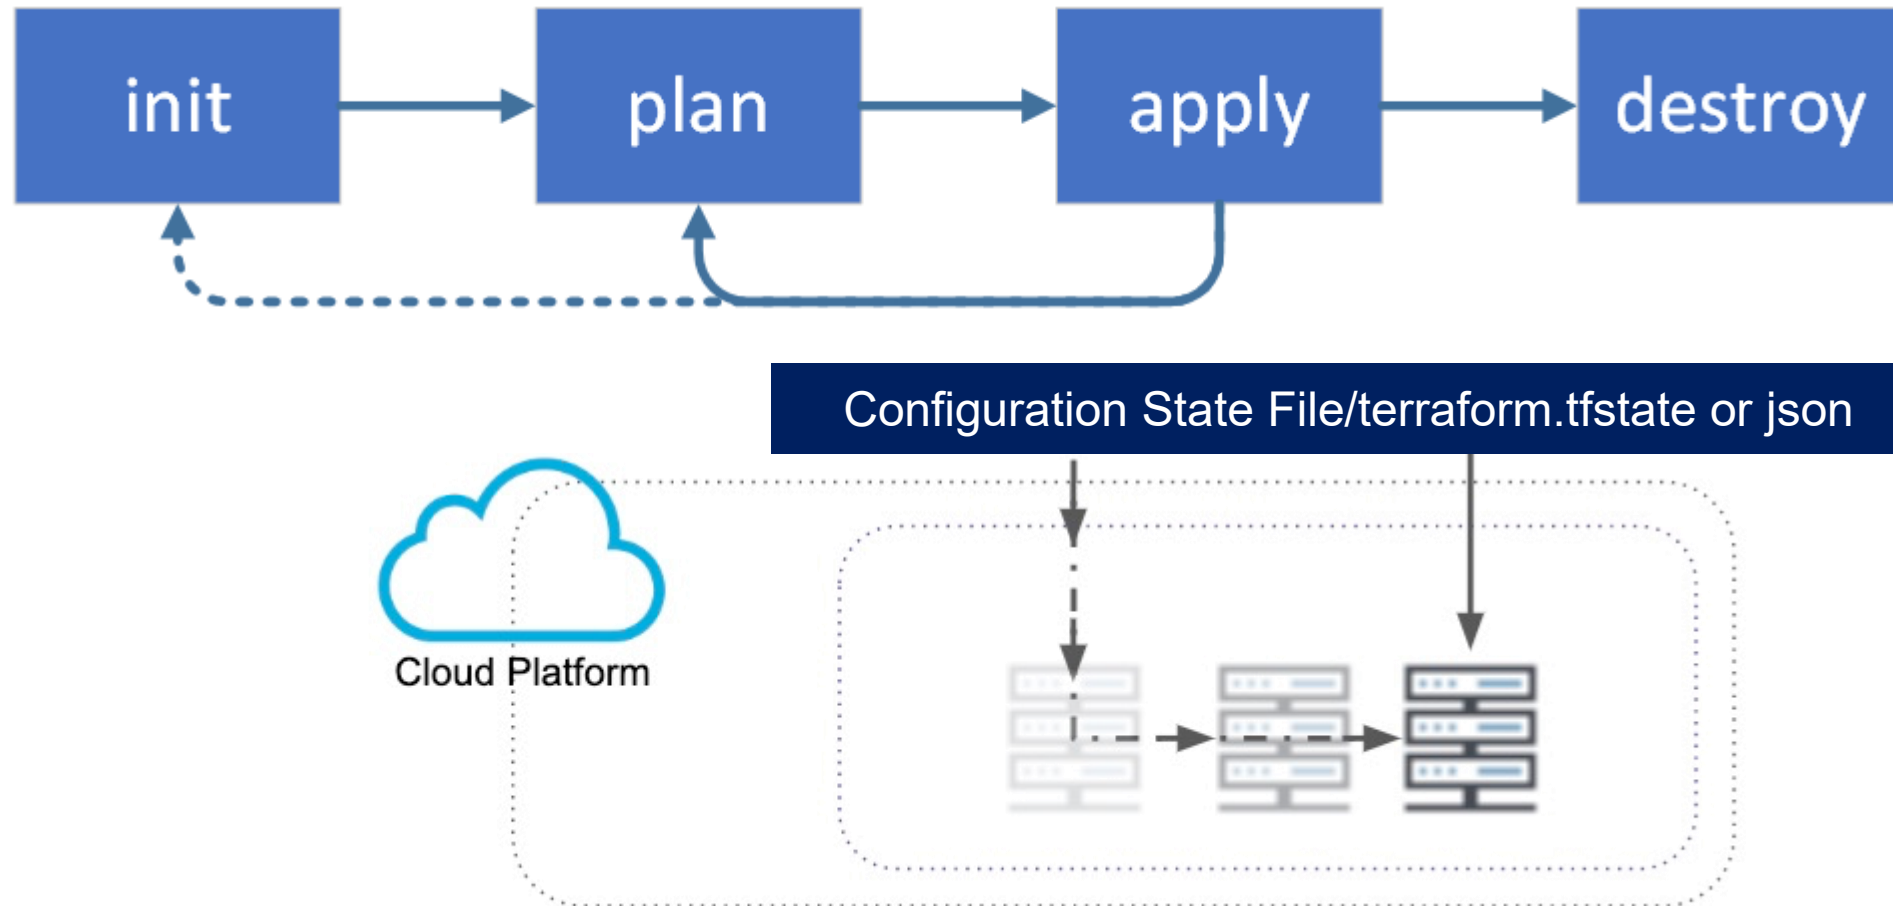 init
plan
apply
destroy
Configuration State File/terraform.tfstate or json
Cloud Platform